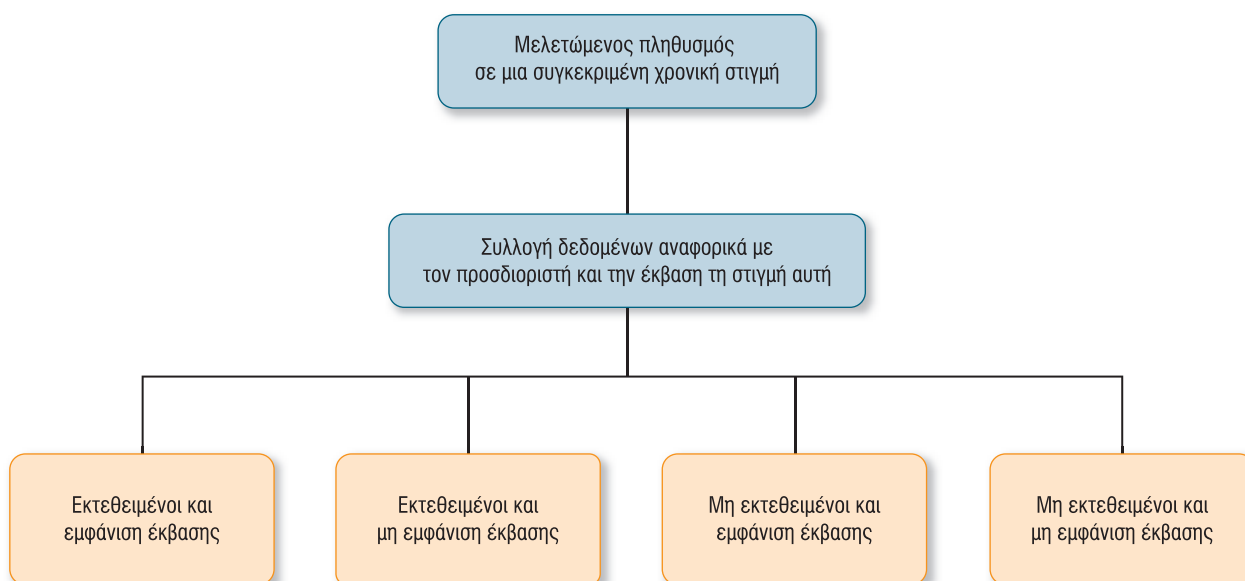 Μελετώμενος πληθυσμός
σε μια συγκεκριμένη χρονική στιγμή
Συλλογή δεδομένων αναφορικά με
τον προσδιοριστή και την έκβαση τη στιγμή αυτή
Εκτεθειμένοι και
εμφάνιση έκβασης
Εκτεθειμένοι και
μη εμφάνιση έκβασης
Μη εκτεθειμένοι και
εμφάνιση έκβασης
Μη εκτεθειμένοι και
μη εμφάνιση έκβασης